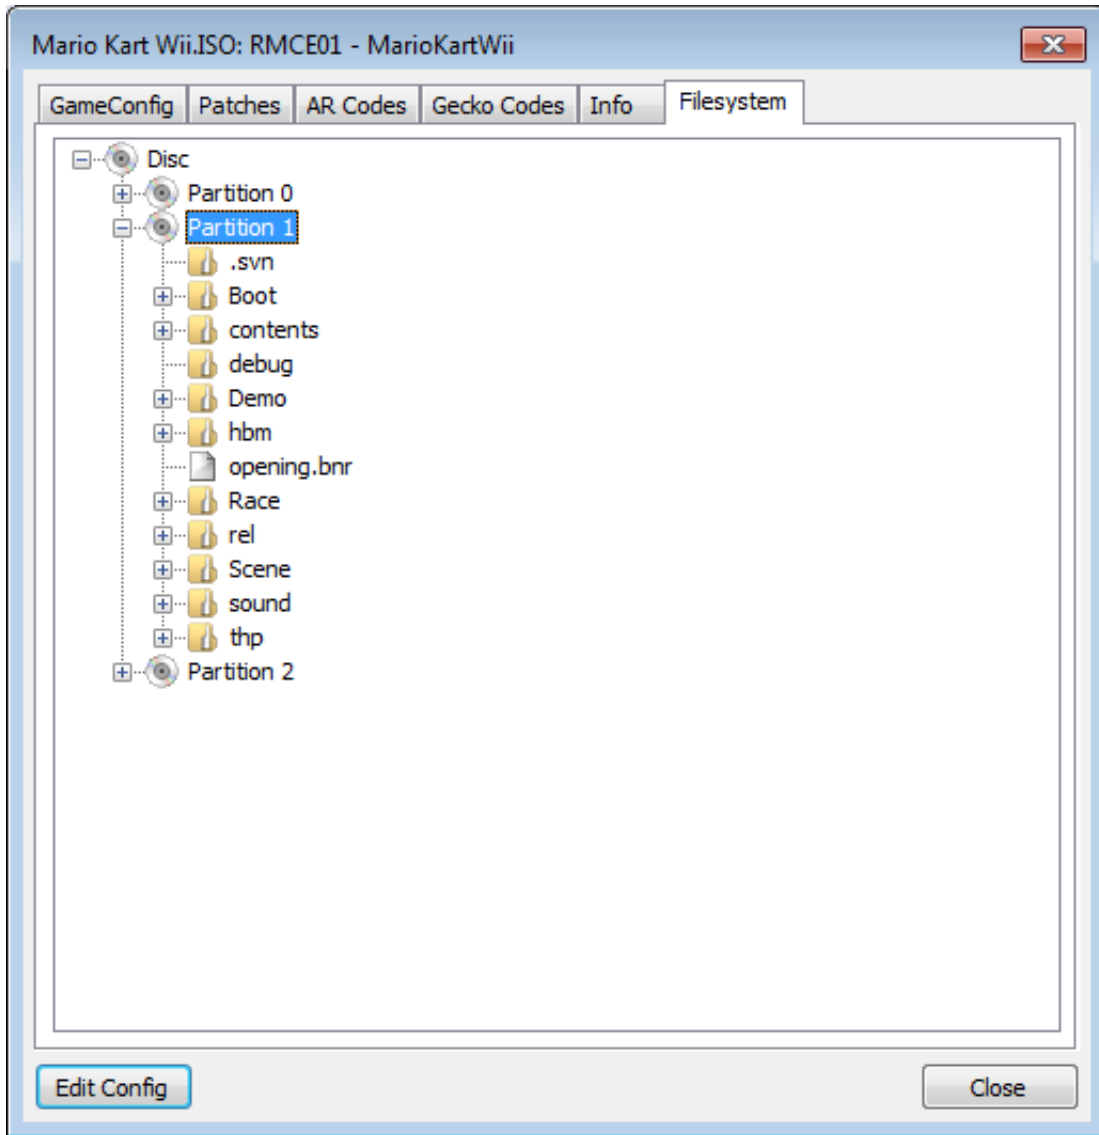 Mario Kart Wii.ISO: RMCE01 - MarioKartWii
GameConfig Patches AR Codes Gecko Codes Info Filesystem
Disc
Partition 0
Partition 1
.svn
Boot
contents
debug
Demo
hbm
opening.bnr
Race
rel
Scene
sound
thp
Partition 2
Edit Config Close